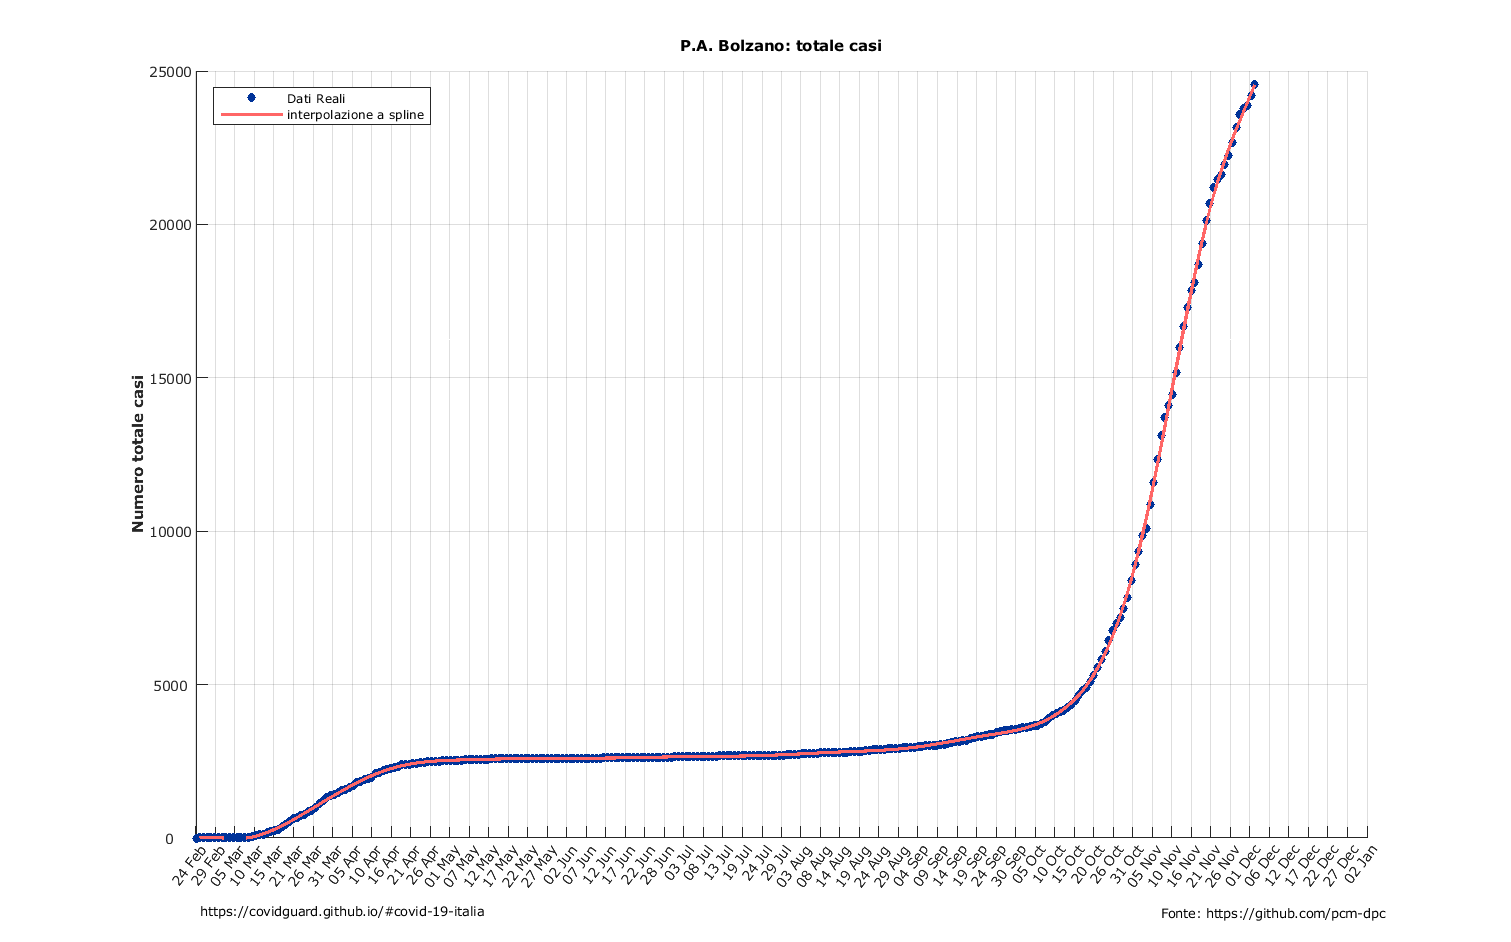 P.A. Bolzano: totale casi
25000
20000
15000
10000
5000
0
Numero totale casi
Dati Reali
interpolazione a spline
24 Feb
29 Feb
05 Mar
10 Mar
15 Mar
21 Mar
26 Mar
31 Mar
05 Apr
10 Apr
16 Apr
21 Apr
26 Apr
01 May
07 May
12 May
17 May
22 May
27 May
02 Jun
07 Jun
12 Jun
17 Jun
22 Jun
28 Jun
03 Jul
08 Jul
13 Jul
19 Jul
24 Jul
29 Jul
03 Aug
08 Aug
14 Aug
19 Aug
24 Aug
29 Sep
04 Sep
09 Sep
14 Sep
19 Sep
24 Sep
30 Oct
05 Oct
10 Oct
15 Oct
20 Oct
26 Oct
31 Nov
05 Nov
10 Nov
16 Nov
21 Nov
26 Nov
01 Dec
06 Dec
12 Dec
17 Dec
22 Dec
27 Dec
02 Jan
https://covidguard.github.io/#covid-19-italia
Fonte: https://github.com/pcm-dpc